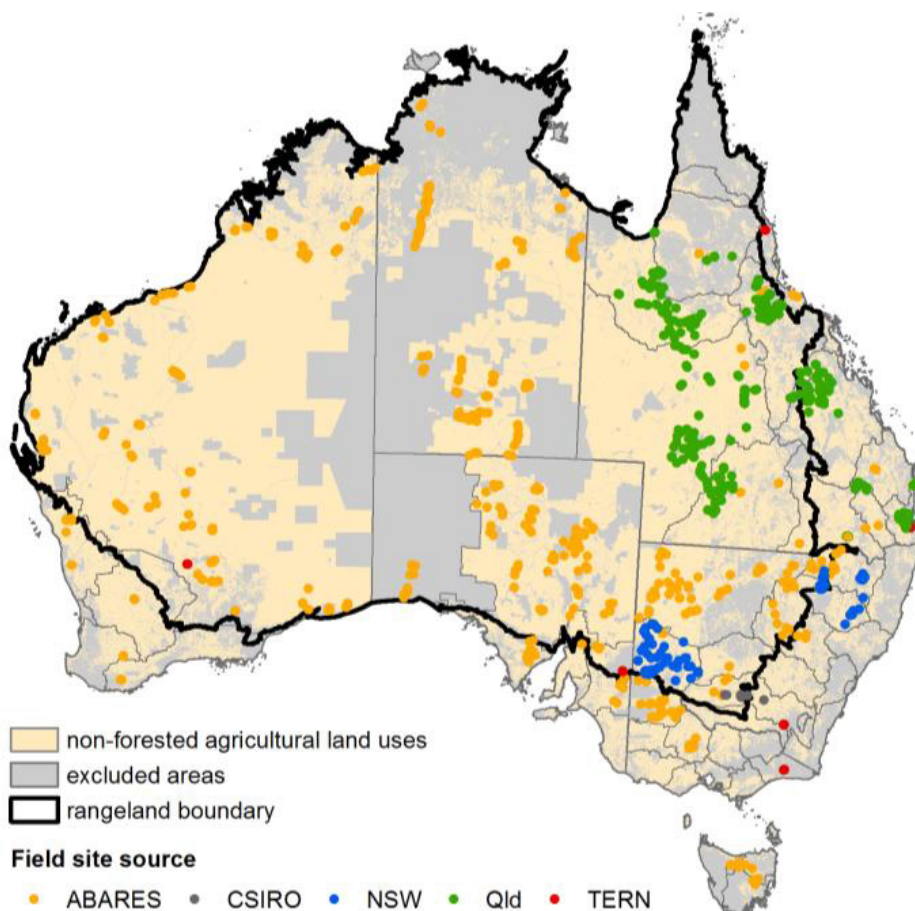 non-forested agricultural land uses
excluded areas
rangeland boundary
Field site source
ABARES CSIRO NSW Qld TERN